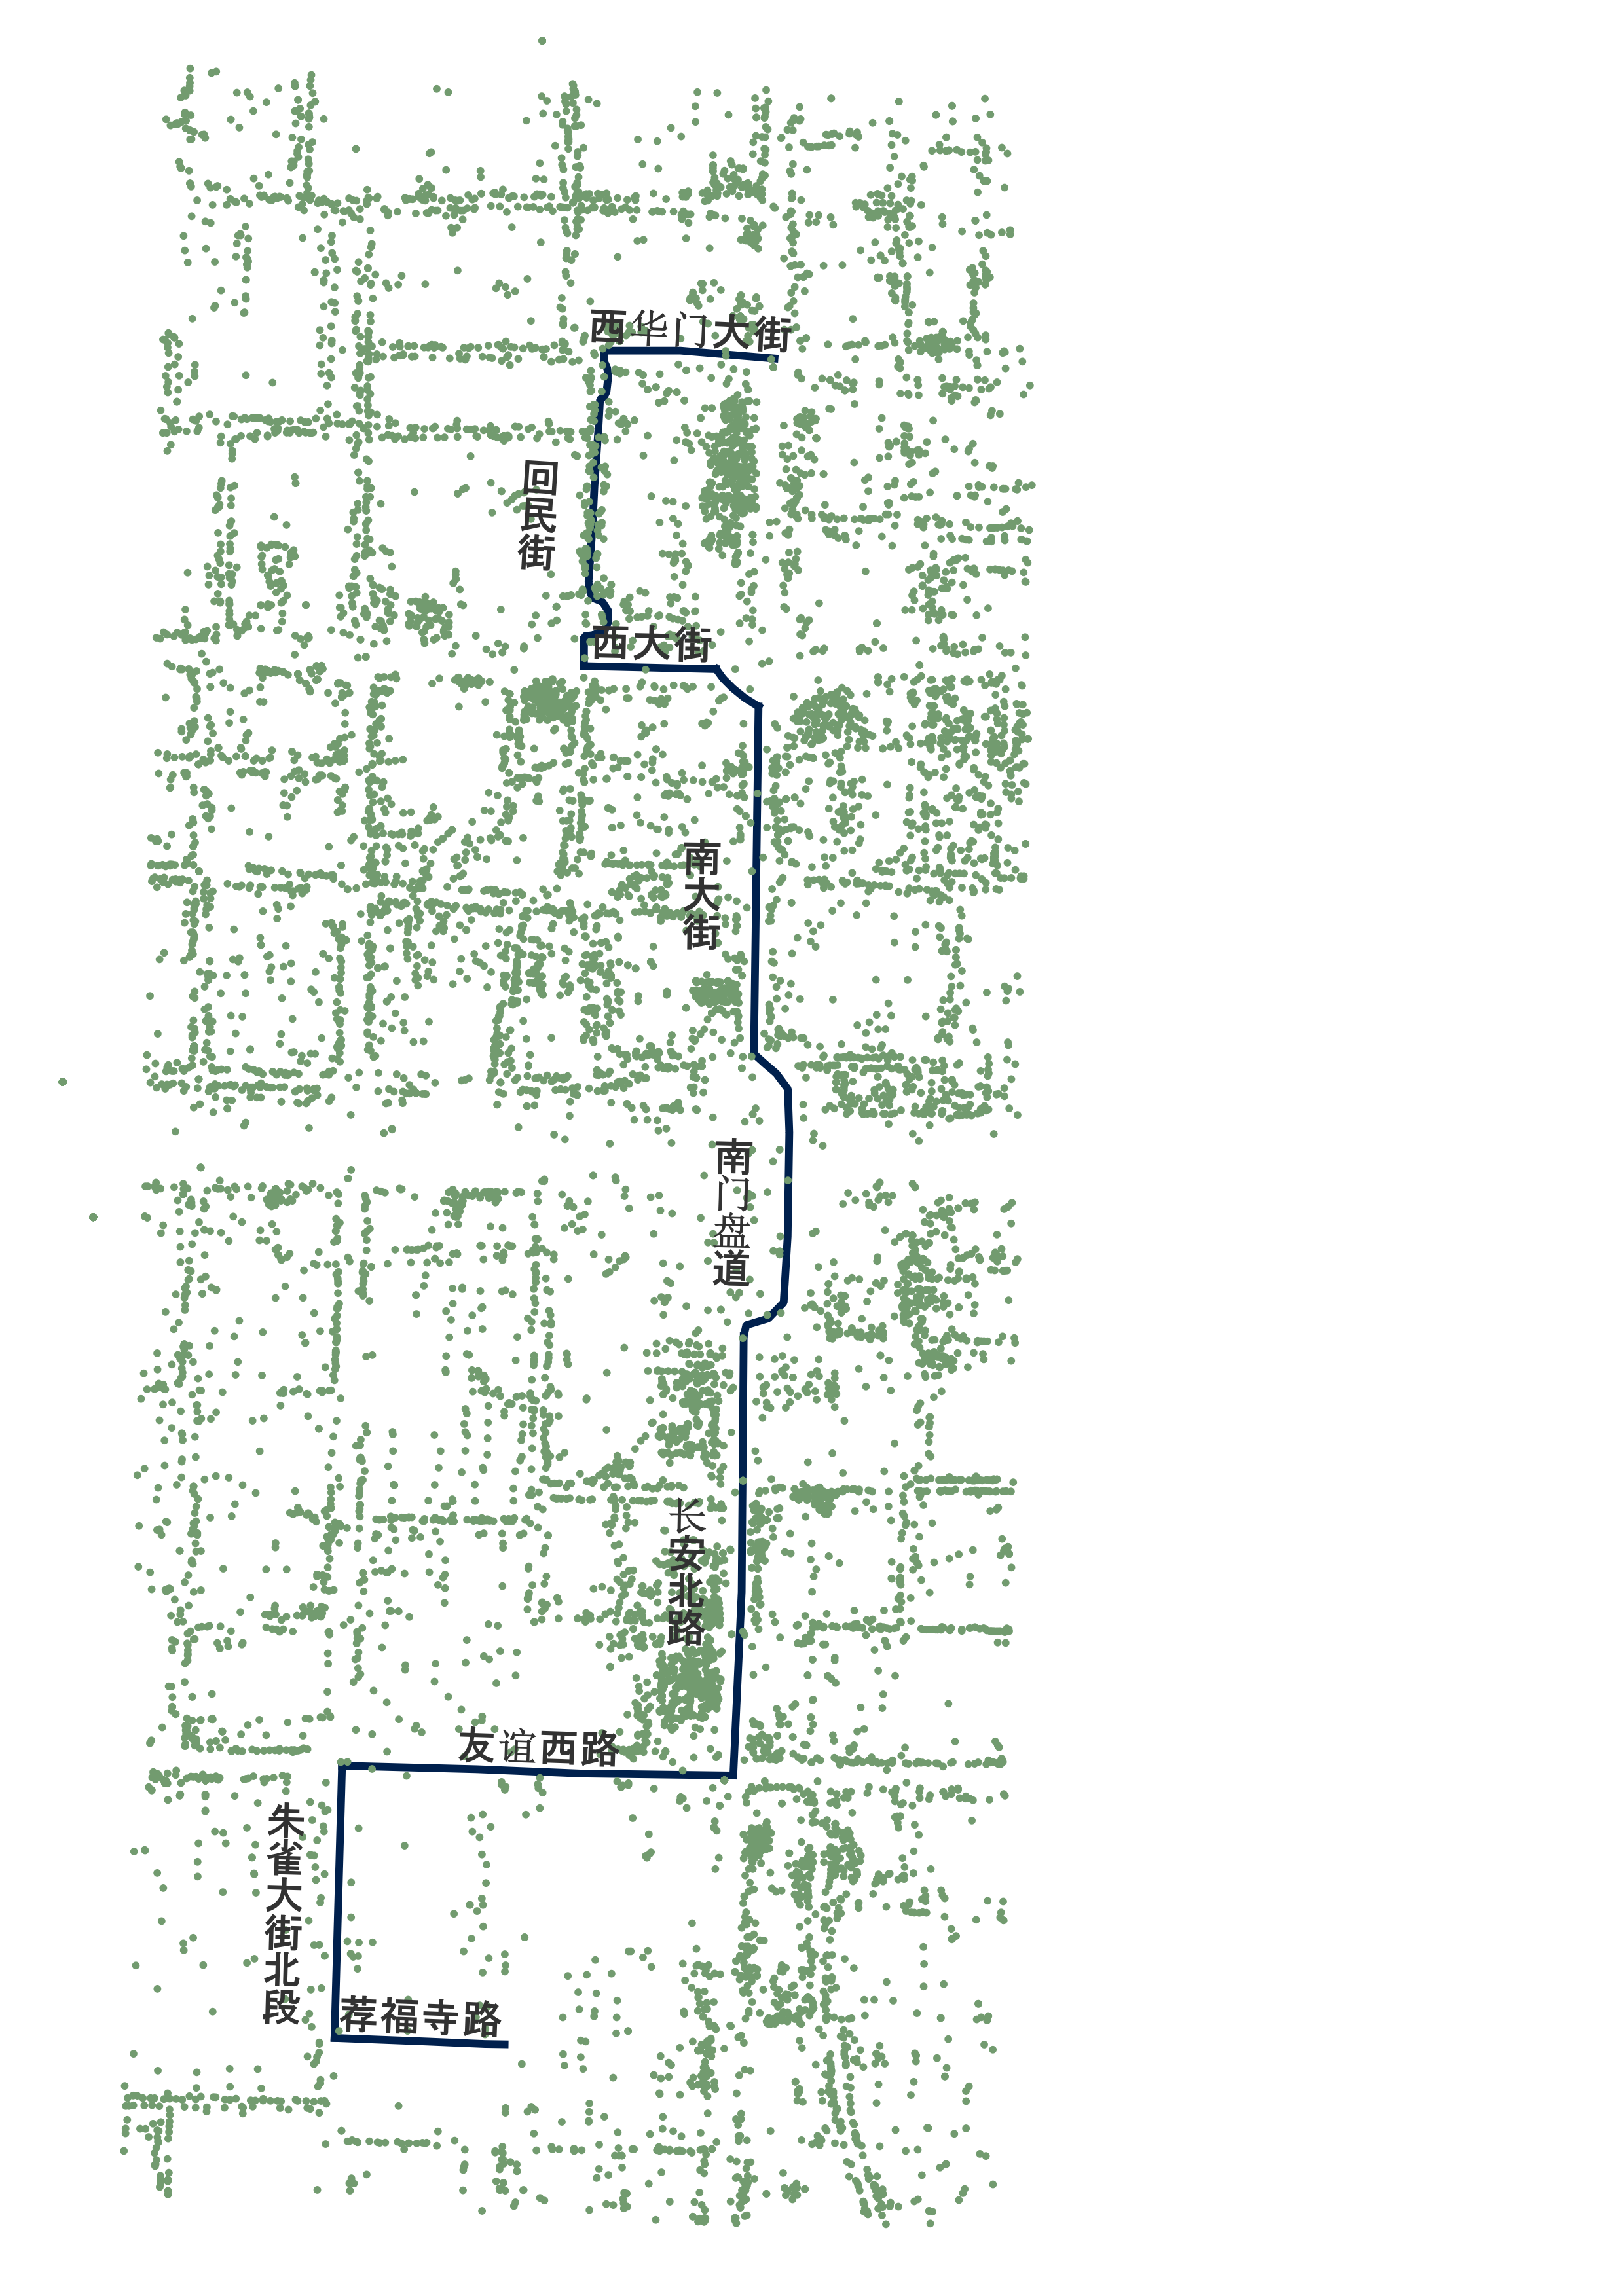 西华门大街
回民街
西大街
南大街
南门盘道
长安北路
友谊西路
朱雀大街北段
荐福寺路